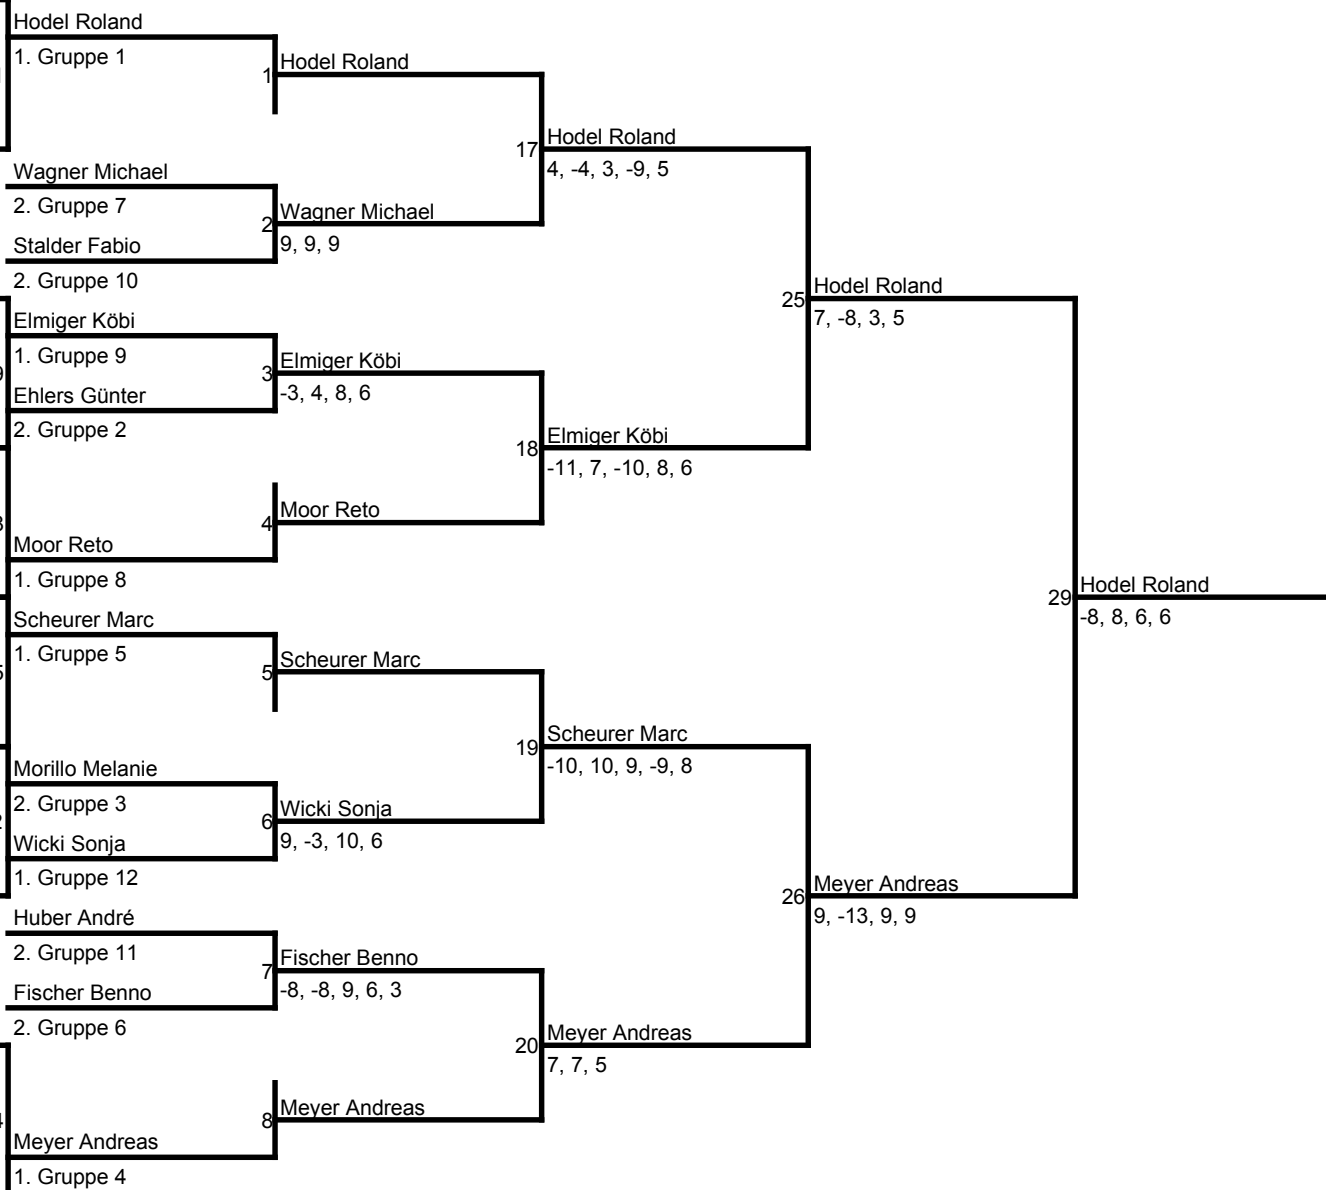 Hodel Roland
1. Gruppe 1
1
Hodel Roland
17
Hodel Roland
4, -4, 3, -9, 5
Wagner Michael
2. Gruppe 7
2
Wagner Michael
9, 9, 9
Stalder Fabio
2. Gruppe 10
25
Hodel Roland
7, -8, 3, 5
Elmiger Köbi
1. Gruppe 9
3
Elmiger Köbi
-3, 4, 8, 6
Ehlers Günter
2. Gruppe 2
18
Elmiger Köbi
-11, 7, -10, 8, 6
4
Moor Reto
Moor Reto
1. Gruppe 8
29
Hodel Roland
-8, 8, 6, 6
Scheurer Marc
1. Gruppe 5
5
Scheurer Marc
19
Scheurer Marc
-10, 10, 9, -9, 8
Morillo Melanie
2. Gruppe 3
6
Wicki Sonja
9, -3, 10, 6
Wicki Sonja
1. Gruppe 12
26
Meyer Andreas
9, -13, 9, 9
Huber André
2. Gruppe 11
7
Fischer Benno
-8, -8, 9, 6, 3
Fischer Benno
2. Gruppe 6
20
Meyer Andreas
7, 7, 5
8
Meyer Andreas
Meyer Andreas
1. Gruppe 4